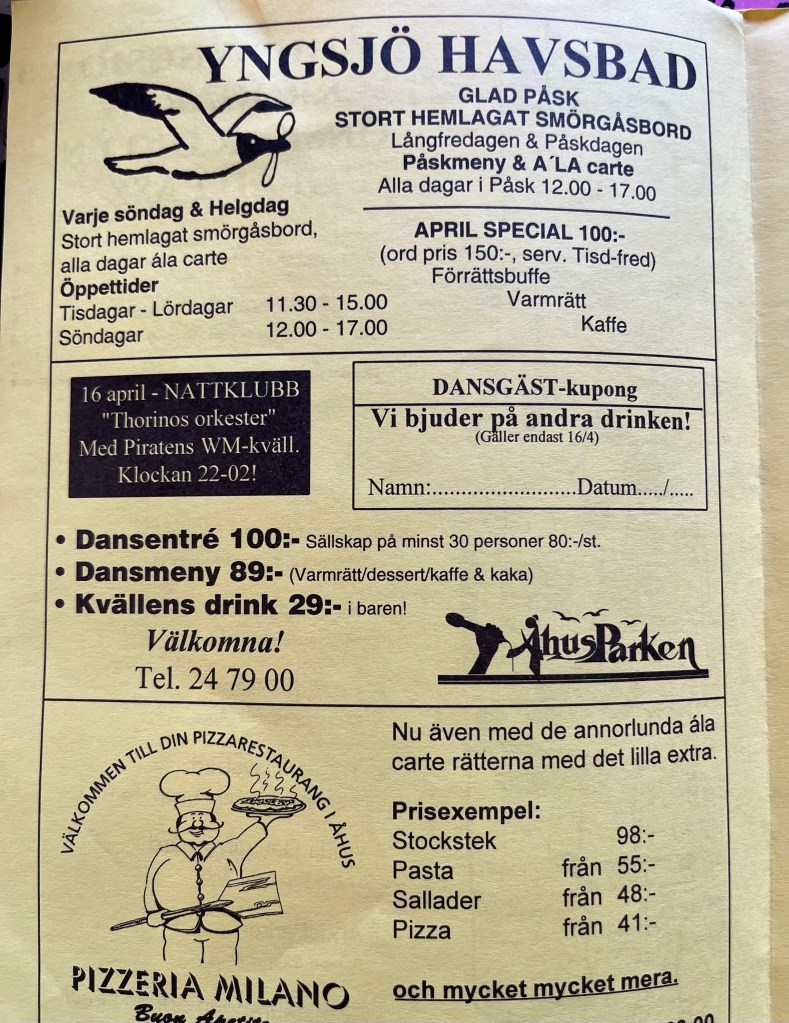 YNGSJÖ HAVSBAD
GLAD PÅSK
STORT HEMLAGAT SMÖRGÅSBORD
Långfredagen & Påskdagen
Påskmeny & A´LA carte
Alla dagar i Påsk 12.00 - 17.00
Varje söndag & Helgdag
Stort hemlagat smörgåsbord,
alla dagar ála carte
Öppettider
Tisdagar - Lördagar 11.30 - 15.00
Söndagar 12.00 - 17.00
APRIL SPECIAL 100:-
(ord pris 150:-, serv. Tisd-fred)
Förrättsbuffe
Varmrätt
Kaffe
16 april - NATTKLUBB
"Thorinos orkester"
Med Piratens WM-kväll.
Klockan 22-02!
DANSGÄST-kupong
Vi bjuder på andra drinken!
(Gäller endast 16/4)
Namn:............................Datum...../.....
• Dansentré 100:- Sällskap på minst 30 personer 80:-/st.
• Dansmeny 89:- (Varmrätt/dessert/kaffe & kaka)
• Kvällens drink 29:- i baren!
Välkomna!
Tel. 24 79 00
ÅhusParken
VÄLKOMMEN TILL DIN PIZZARESTAURANG I ÅHUS
PIZZERIA MILANO
Buon Apetito
Nu även med de annorlunda ála
carte rätterna med det lilla extra.
Prisexempel:
Stockstek 98:-
Pasta från 55:-
Sallader från 48:-
Pizza från 41:-
och mycket mycket mera.